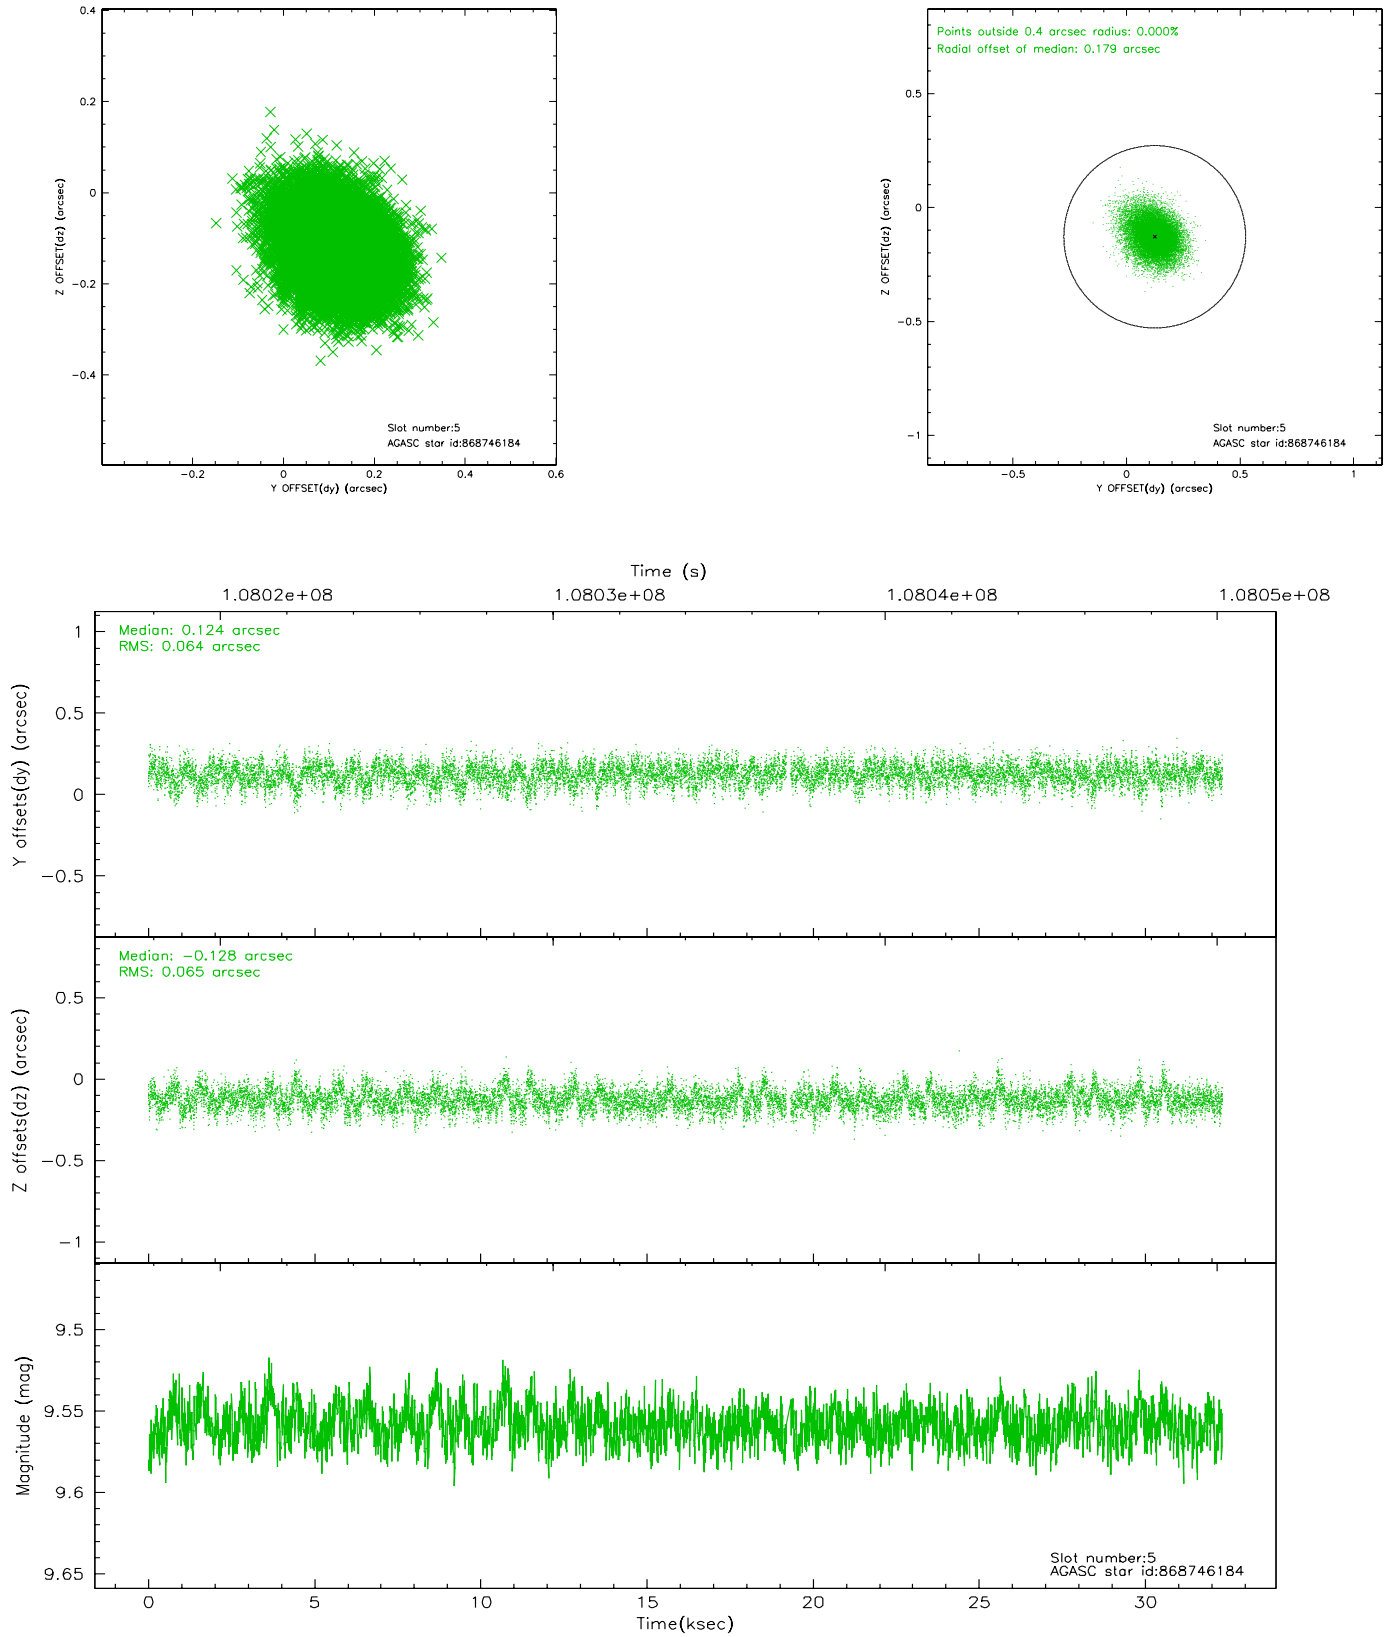 0.4
0.2
0
−0.2
−0.4
Z OFFSET(dz) (arcsec)
Slot number:5
AGASC star id:868746184
−0.2
0
0.2
0.4
0.6
Y OFFSET(dy) (arcsec)
Points outside 0.4 arcsec radius: 0.000%
Radial offset of median: 0.179 arcsec
0.5
0
−0.5
−1
Z OFFSET(dz) (arcsec)
Slot number:5
AGASC star id:868746184
−0.5
0
0.5
1
Y OFFSET(dy) (arcsec)
Time (s)
1.0802e+08
1.0803e+08
1.0804e+08
1.0805e+08
Median: 0.124 arcsec
RMS: 0.064 arcsec
1
0.5
0
−0.5
Y offsets(dy) (arcsec)
Median: −0.128 arcsec
RMS: 0.065 arcsec
0.5
0
−0.5
−1
Z offsets(dz) (arcsec)
9.5
9.55
9.6
9.65
Magnitude (mag)
Slot number:5
AGASC star id:868746184
0
5
10
15
20
25
30
Time(ksec)